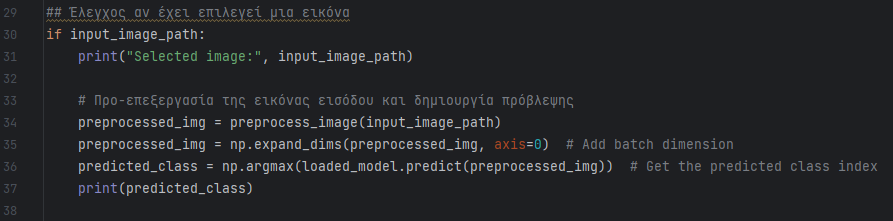 29 ## Έλεγχος αν έχει επιλεγεί μια εικόνα
30 if input_image_path:
31     print("Selected image:", input_image_path)
32
33     # Προ-επεξεργασία της εικόνας εισόδου και δημιουργία πρόβλεψης
34     preprocessed_img = preprocess_image(input_image_path)
35     preprocessed_img = np.expand_dims(preprocessed_img, axis=0)  # Add batch dimension
36     predicted_class = np.argmax(loaded_model.predict(preprocessed_img))  # Get the predicted class index
37     print(predicted_class)
38